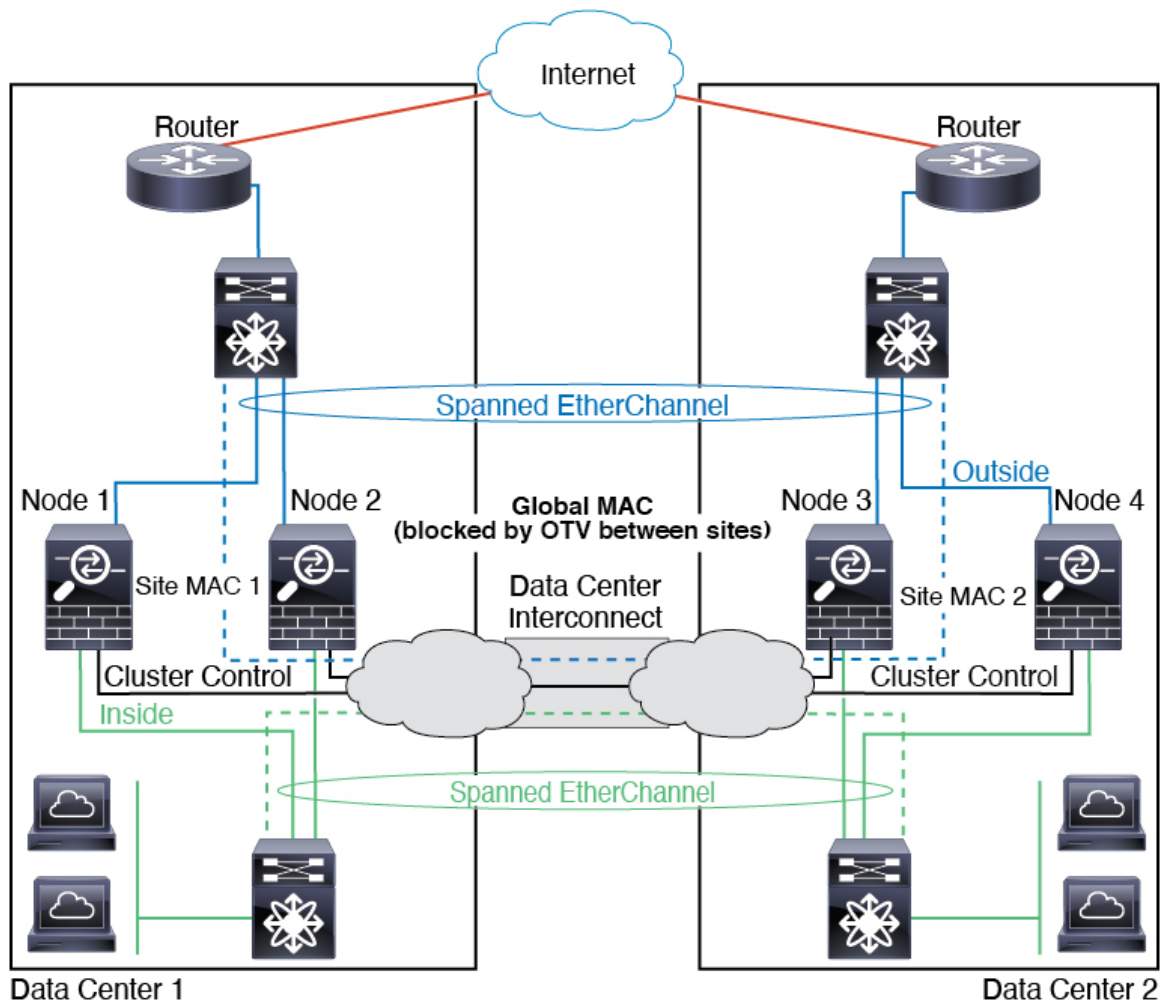 Internet
Router
Router
Spanned EtherChannel
Outside
Node 1
Node 2
Global MAC
(blocked by OTV between sites)
Node 3
Node 4
Site MAC 1
Data Center
Interconnect
Site MAC 2
Cluster Control
Cluster Control
Inside
Spanned EtherChannel
Data Center 1
Data Center 2